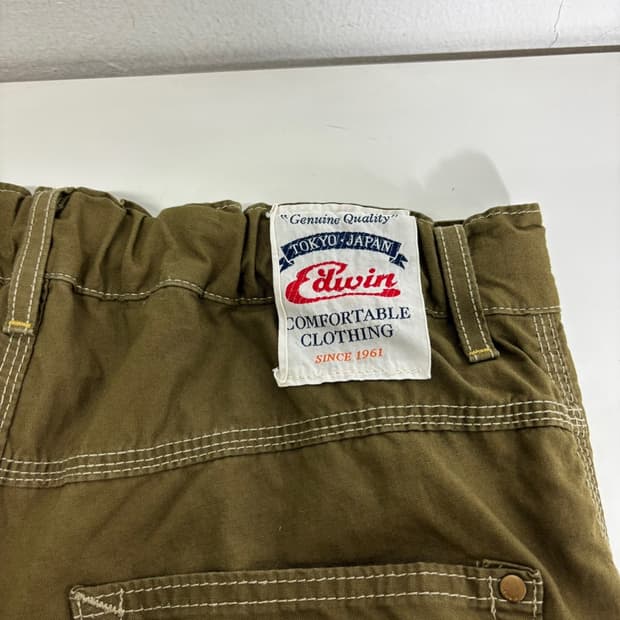 "Genuine Quality"
TOKYO·JAPAN
Edwin
COMFORTABLE
CLOTHING
SINCE 1961